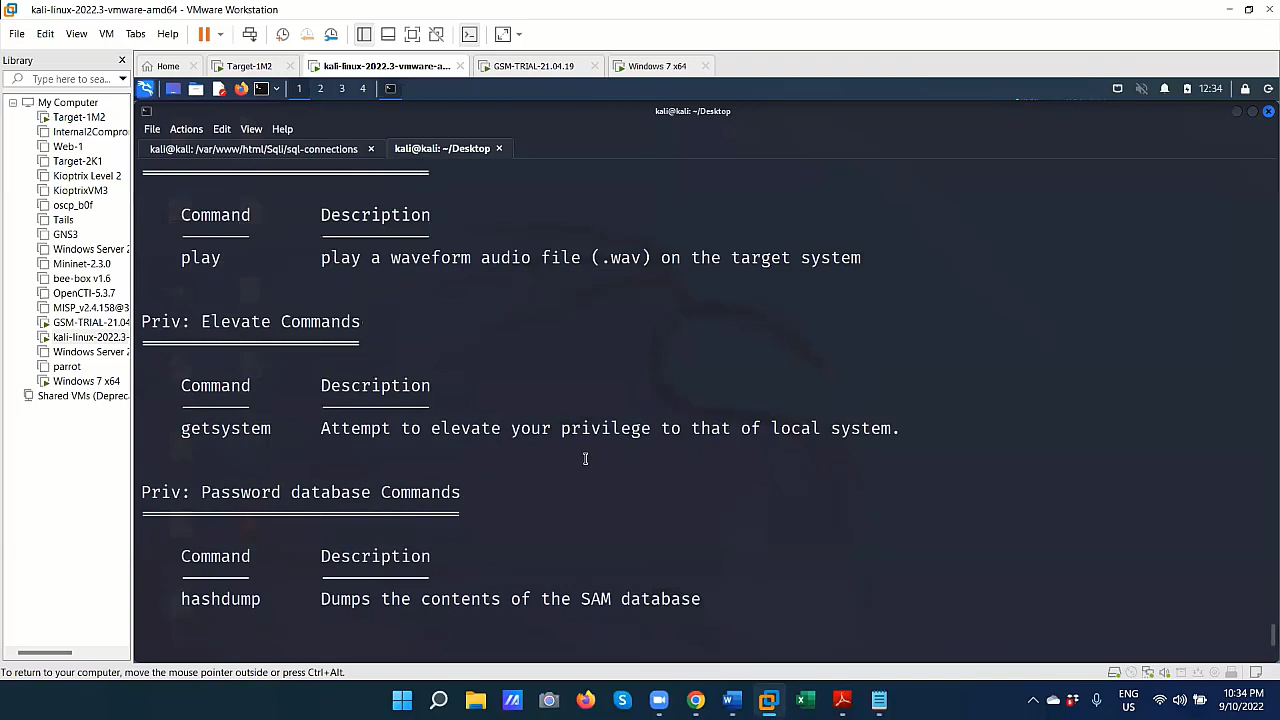 kali-linux-2022.3-vmware-amd64 - VMware Workstation
File Edit View VM Tabs Help
Library
Type here to sea...
Home Target-1M2 kali-linux-2022.3-vmware-a... GSM-TRIAL-21.04.19 Windows 7 x64
1 2 3 4 12:34
My Computer
Target-1M2
Internal2Compro
Web-1
Target-2K1
Kioptrix Level 2
KioptrixVM3
oscp_b0f
Tails
GNS3
Windows Server 2
Mininet-2.3.0
bee-box v1.6
OpenCTI-5.3.7
MISP_v2.4.158@3
GSM-TRIAL-21.04
kali-linux-2022.3-
Windows Server 2
parrot
Windows 7 x64
Shared VMs (Deprec
kali@kali: ~/Desktop
File Actions Edit View Help
kali@kali: /var/www/html/Sqli/sql-connections kali@kali: ~/Desktop
Command Description
play play a waveform audio file (.wav) on the target system
Priv: Elevate Commands
Command Description
getsystem Attempt to elevate your privilege to that of local system.
Priv: Password database Commands
Command Description
hashdump Dumps the contents of the SAM database
To return to your computer, move the mouse pointer outside or press Ctrl+Alt.
ENG
US
10:34 PM
9/10/2022